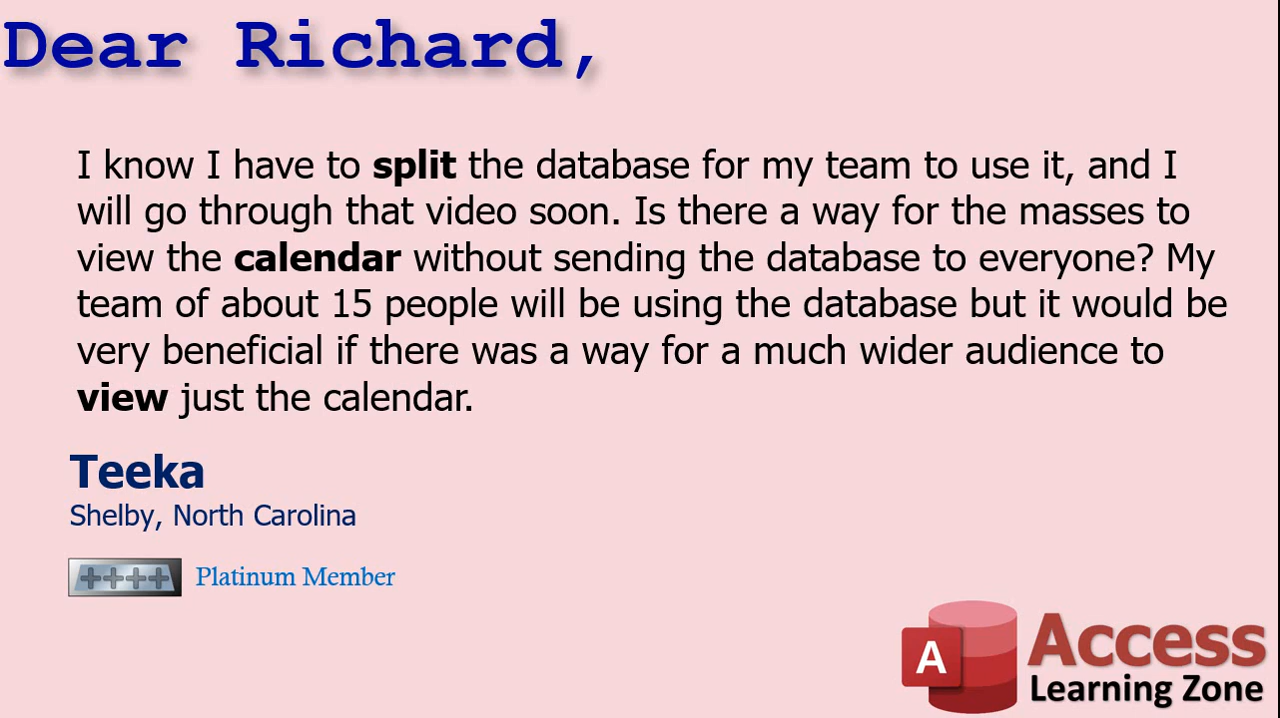 Dear Richard,
I know I have to split the database for my team to use it, and I
will go through that video soon. Is there a way for the masses to
view the calendar without sending the database to everyone? My
team of about 15 people will be using the database but it would be
very beneficial if there was a way for a much wider audience to
view just the calendar.
Teeka
Shelby, North Carolina
++++ Platinum Member
A Access
Learning Zone